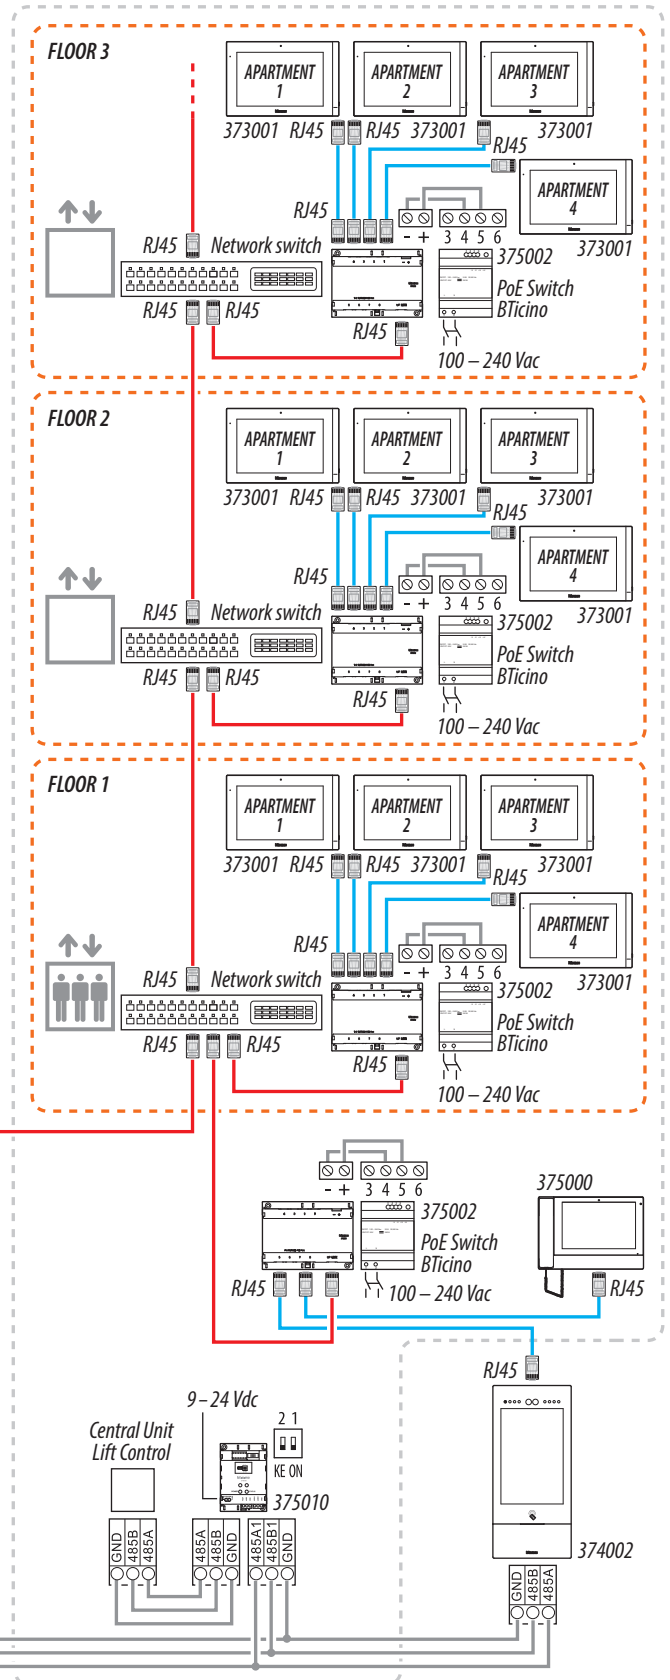 FLOOR 3
APARTMENT
1
APARTMENT
2
APARTMENT
3
373001 RJ45 RJ45 373001 373001
RJ45
APARTMENT
4
373001
RJ45
- + 3 4 5 6
375002
RJ45 Network switch
PoE Switch
BTicino
RJ45 RJ45 RJ45
100 – 240 Vac
FLOOR 2
APARTMENT
1
APARTMENT
2
APARTMENT
3
373001 RJ45 RJ45 373001 373001
RJ45
APARTMENT
4
373001
RJ45
- + 3 4 5 6
375002
RJ45 Network switch
PoE Switch
BTicino
RJ45 RJ45 RJ45
100 – 240 Vac
FLOOR 1
APARTMENT
1
APARTMENT
2
APARTMENT
3
373001 RJ45 RJ45 373001 373001
RJ45
APARTMENT
4
373001
RJ45
- + 3 4 5 6
375002
RJ45 Network switch
PoE Switch
BTicino
RJ45 RJ45 RJ45
100 – 240 Vac
- + 3 4 5 6
375002
PoE Switch
BTicino
375000
RJ45 100 – 240 Vac RJ45
RJ45
9 – 24 Vdc
Central Unit
Lift Control
2 1
KE ON
375010
374002
GND 485B 485A
485A 485B GND
485A1 485B1 GND
GND 485B 485A